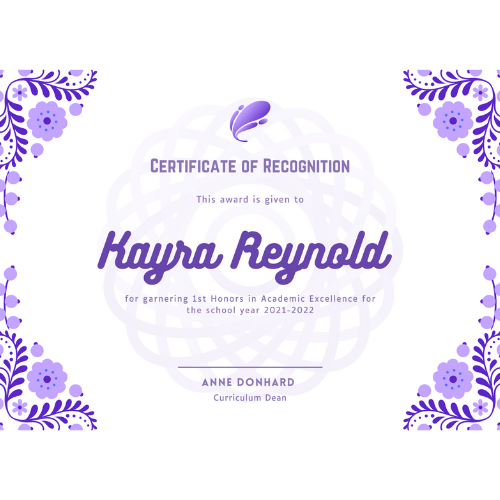 Certificate of Recognition
This award is given to
Kayra Reynold
for garnering 1st Honors in Academic Excellence for
the school year 2021-2022
ANNE DONHARD
Curriculum Dean